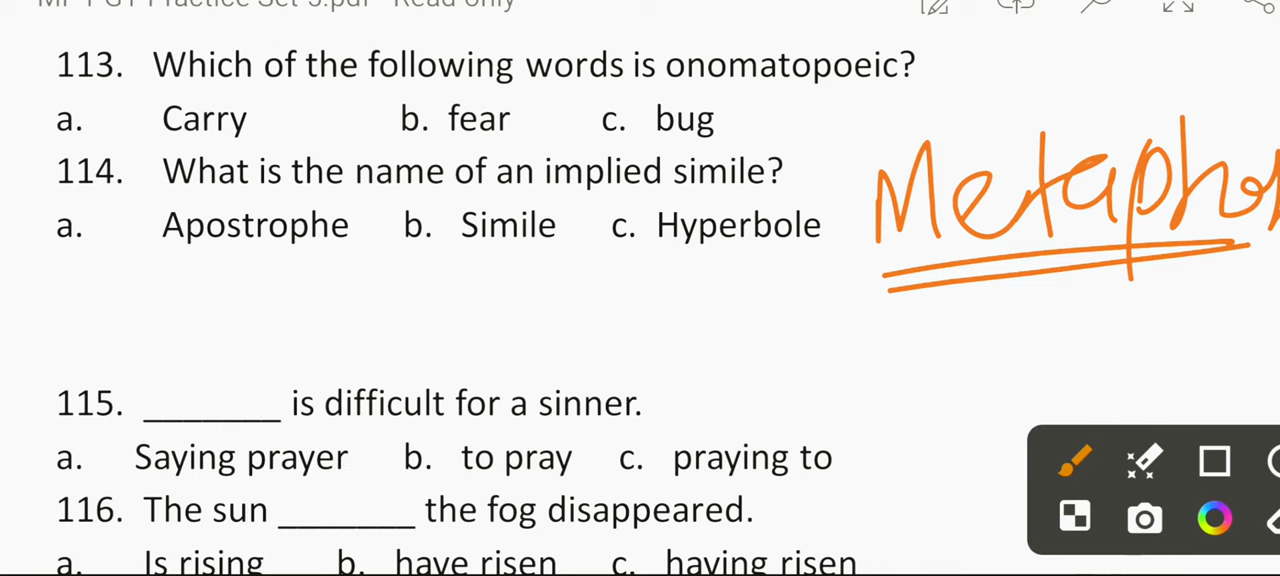 113. Which of the following words is onomatopoeic?
a. Carry b. fear c. bug
114. What is the name of an implied simile?
a. Apostrophe b. Simile c. Hyperbole
Metaphor
115. _______ is difficult for a sinner.
a. Saying prayer b. to pray c. praying to
116. The sun _______ the fog disappeared.
a. Is rising b. have risen c. having risen